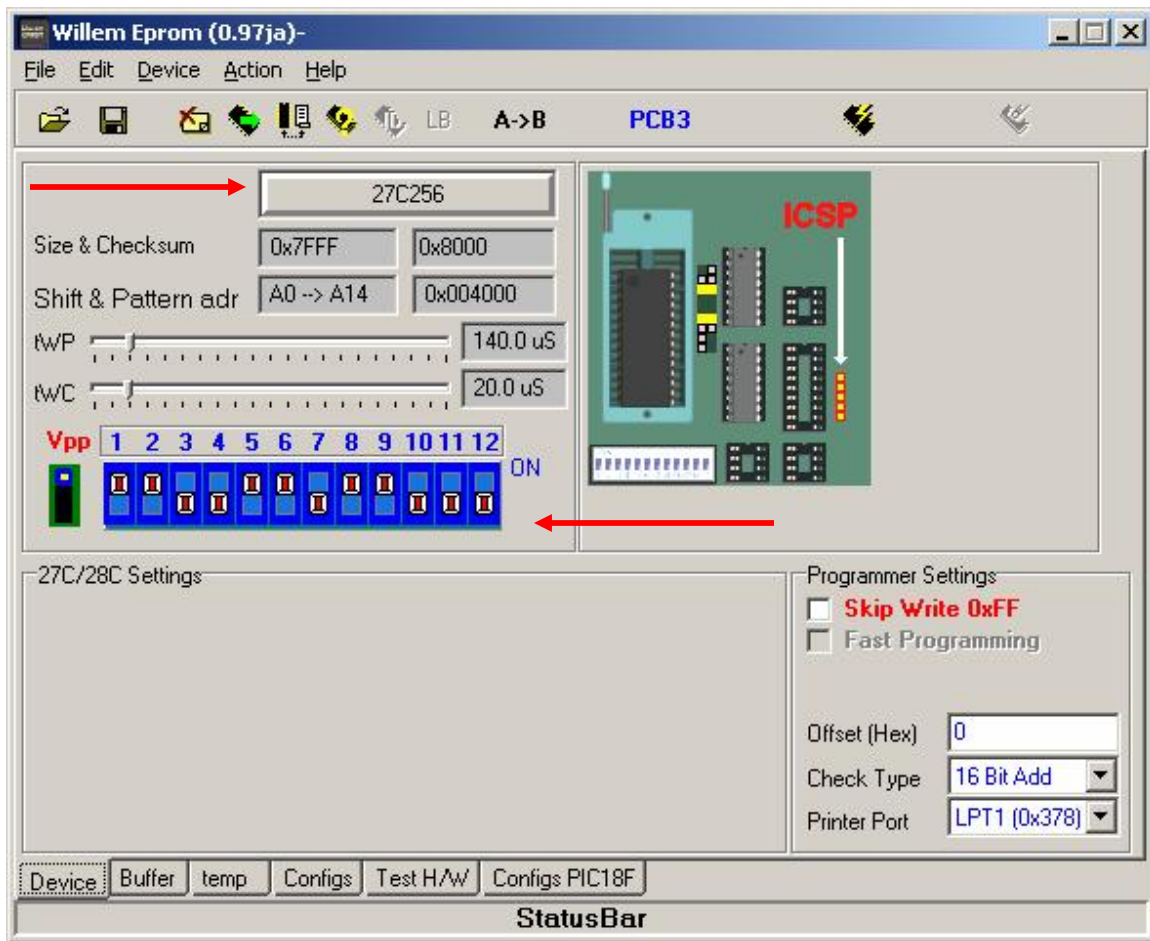 Willem Eprom (0.97ja)-
File Edit Device Action Help
LB A->B PCB3
27C256
Size & Checksum 0x7FFF 0x8000
Shift & Pattern adr A0 --> A14 0x004000
tWP 140.0 uS
tWC 20.0 uS
Vpp 1 2 3 4 5 6 7 8 9 10 11 12
ON
ICSP
27C/28C Settings
Programmer Settings
Skip Write 0xFF
Fast Programming
Offset (Hex) 0
Check Type 16 Bit Add
Printer Port LPT1 (0x378)
Device Buffer temp Configs Test H/W Configs PIC18F
StatusBar